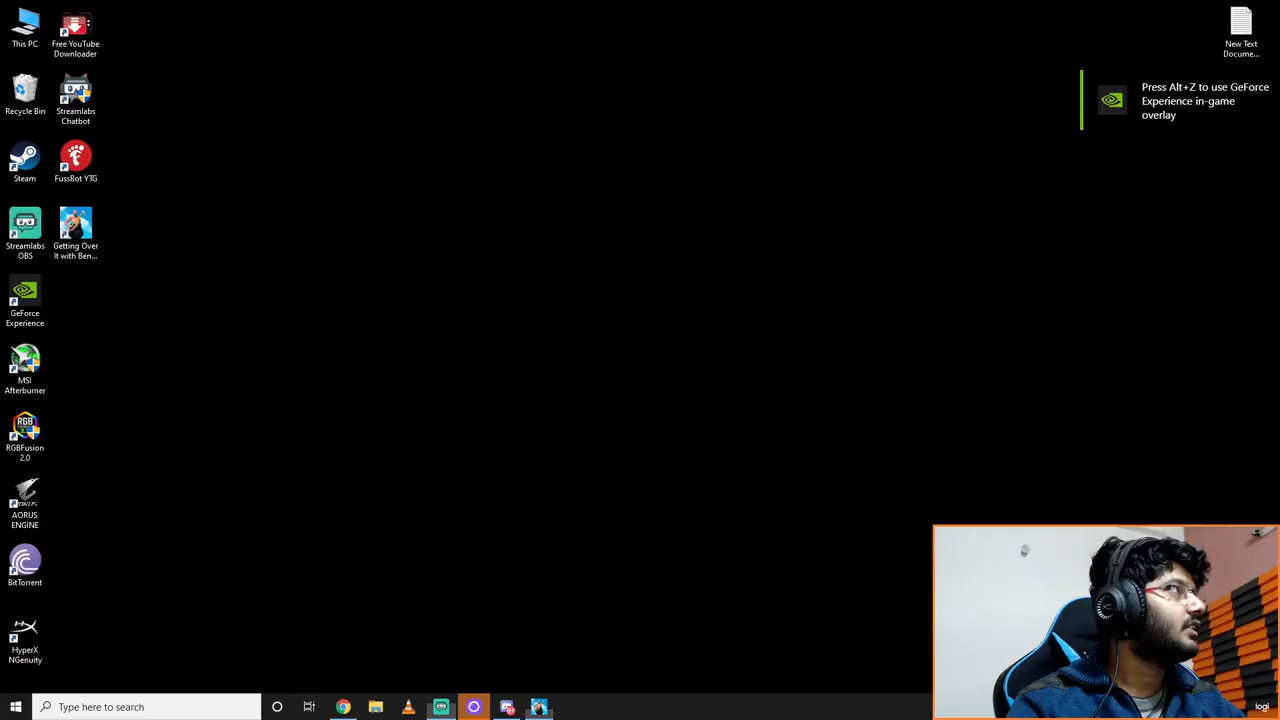 This PC
Free YouTube
Downloader
Recycle Bin
Streamlabs
Chatbot
Steam
FussBot YTG
Streamlabs
OBS
Getting Over
It with Ben...
GeForce
Experience
MSI
Afterburner
RGB
RGBFusion
2.0
AORUS
ENGINE
BitTorrent
HyperX
NGenuity
New Text
Docume...
Press Alt+Z to use GeForce
Experience in-game
overlay
Type here to search
logi